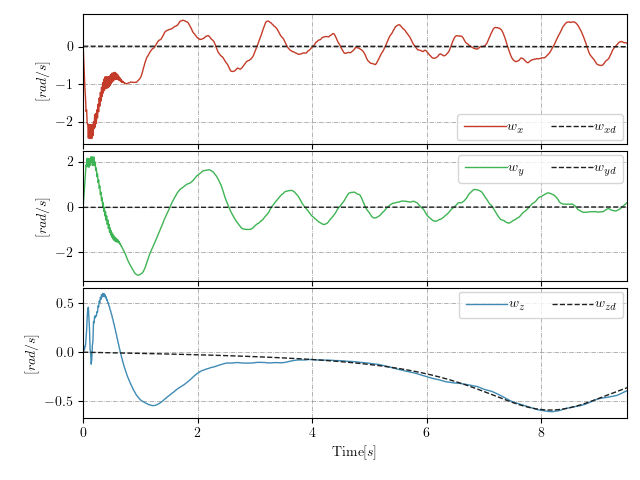 0
−1
−2
[rad/s]
w_x w_xd
2
0
−2
[rad/s]
w_y w_yd
0.5
0.0
−0.5
[rad/s]
w_z w_zd
0 2 4 6 8
Time[s]